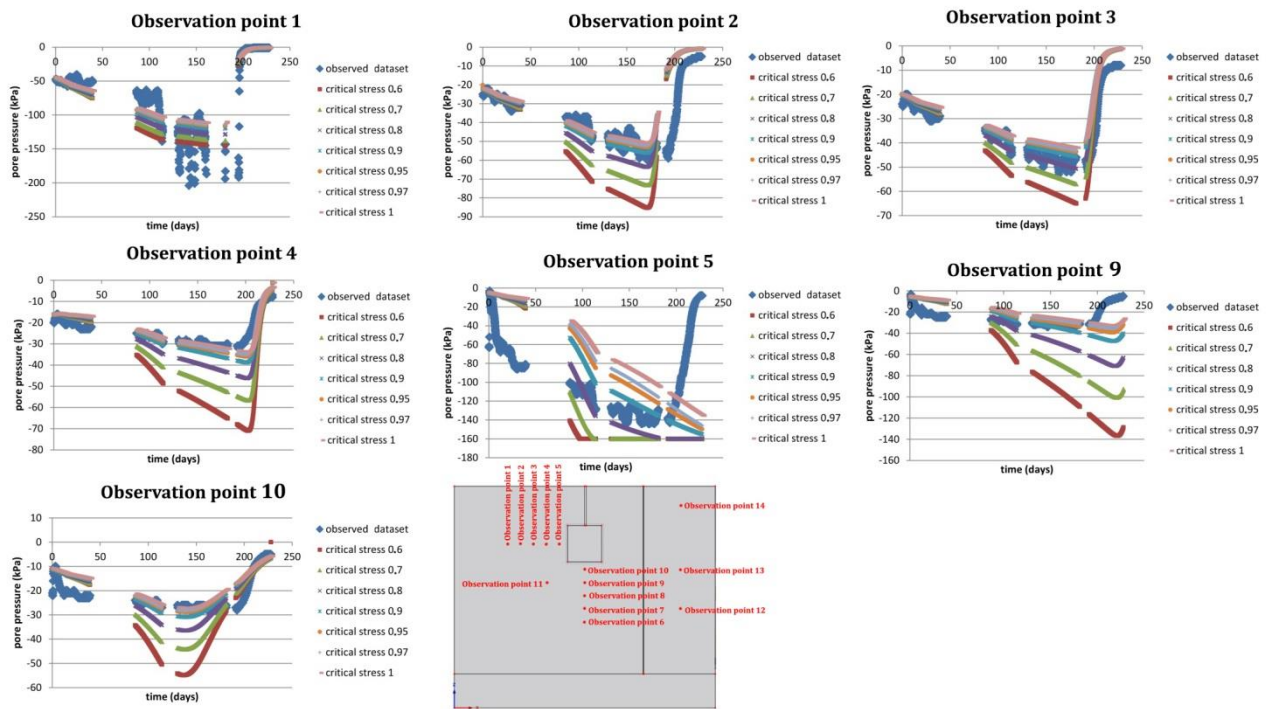 Observation point 1
0
0 50 100 150 200 250 300
-50
-100
-150
-200
-250
pore pressure (kPa)
time (days)
observed dataset
critical stress 0.6
critical stress 0,7
critical stress 0.8
critical stress 0.9
critical stress 0.95
critical stress 0.97
critical stress 1
Observation point 2
0
0 50 100 150 200 250
-10
-20
-30
-40
-50
-60
-70
-80
-90
pore pressure (kPa)
time (days)
observed dataset
critical stress 0.6
critical stress 0,7
critical stress 0.8
critical stress 0.9
critical stress 0.95
critical stress 0.97
critical stress 1
Observation point 3
0
0 50 100 150 200 250
-10
-20
-30
-40
-50
-60
-70
pore pressure (kPa)
time (days)
observed dataset
critical stress 0.6
critical stress 0,7
critical stress 0.8
critical stress 0.9
critical stress 0.95
critical stress 0.97
critical stress 1
Observation point 4
0
0 50 100 150 200 250
-10
-20
-30
-40
-50
-60
-70
-80
pore pressure (kPa)
time (days)
observed dataset
critical stress 0.6
critical stress 0,7
critical stress 0.8
critical stress 0.9
critical stress 0.95
critical stress 0.97
critical stress 1
Observation point 5
0
0 50 100 150 200 250
-20
-40
-60
-80
-100
-120
-140
-160
-180
pore pressure (kPa)
time (days)
observed dataset
critical stress 0.6
critical stress 0,7
critical stress 0.8
critical stress 0.9
critical stress 0.95
critical stress 0.97
critical stress 1
Observation point 9
0
0 50 100 150 200 250
-20
-40
-60
-80
-100
-120
-140
-160
pore pressure (kPa)
time (days)
observed dataset
critical stress 0.6
critical stress 0,7
critical stress 0.8
critical stress 0.9
critical stress 0.95
critical stress 0.97
critical stress 1
Observation point 10
10
0
0 50 100 150 200 250
-10
-20
-30
-40
-50
-60
pore pressure (kPa)
time (days)
observed dataset
critical stress 0.6
critical stress 0,7
critical stress 0.8
critical stress 0.9
critical stress 0.95
critical stress 0.97
critical stress 1
Observation point 1
Observation point 2
Observation point 3
Observation point 4
Observation point 5
Observation point 14
Observation point 10
Observation point 13
Observation point 11
Observation point 9
Observation point 8
Observation point 7
Observation point 12
Observation point 6